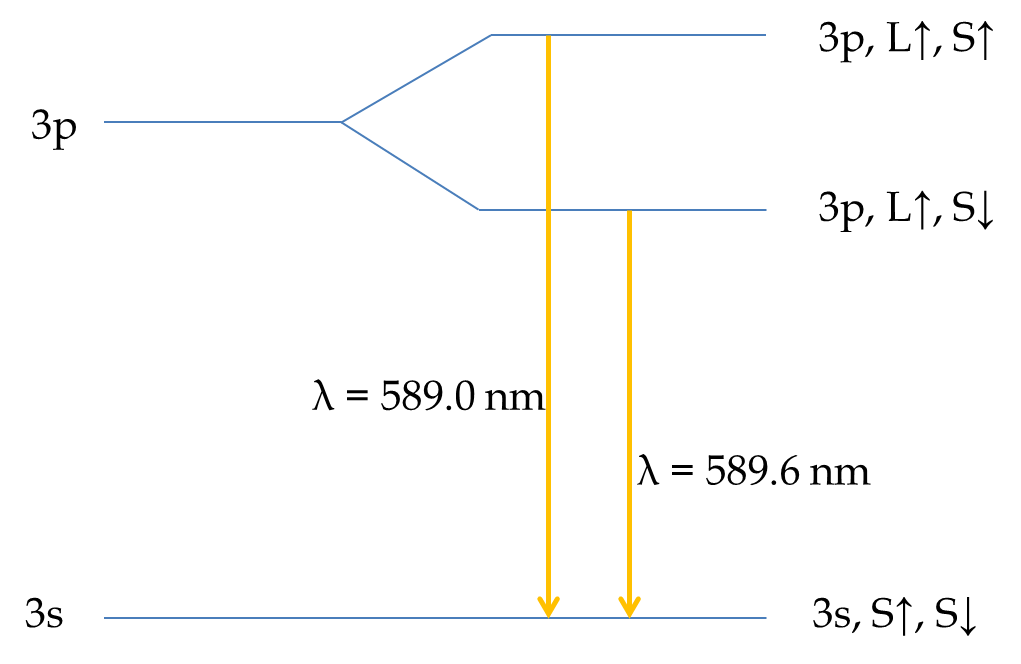 3p, L↑, S↑
3p
3p, L↑, S↓
λ = 589.0 nm
λ = 589.6 nm
3s
3s, S↑, S↓